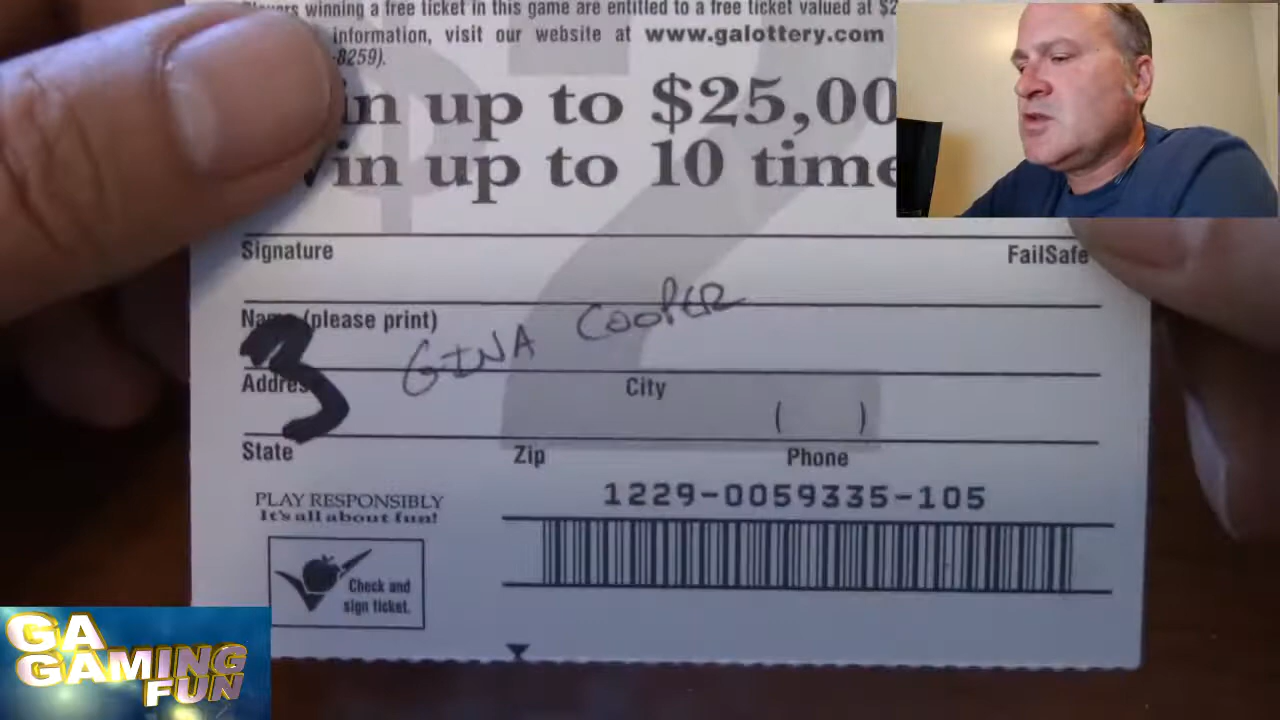 winning a free ticket in this game are entitled to a free ticket valued at $2
information, visit our website at www.galottery.com
-8259).
in up to $25,00
in up to 10 time
Signature
FailSafe
Name (please print)
GINA COOPER
3
Address
City
( )
State
Zip
Phone
1229-0059335-105
PLAY RESPONSIBLY
It's all about fun!
Check and
sign ticket.
GA
GAMING
FUN